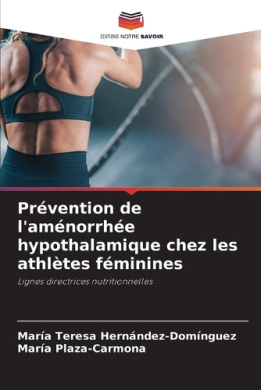 EDITIONS NOTRE SAVOIR
Prévention de
l'aménorrhée
hypothalamique chez les
athlètes féminines
Lignes directrices nutritionnelles
María Teresa Hernández-Domínguez
María Plaza-Carmona